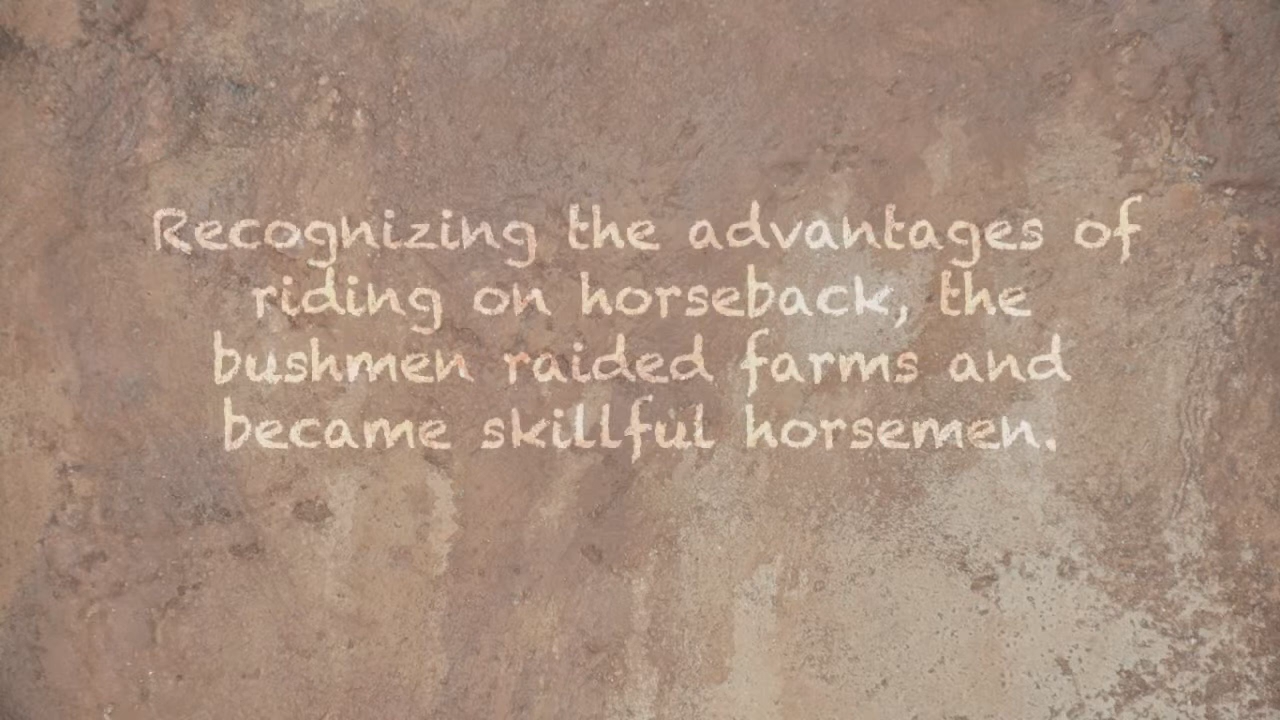 Recognizing the advantages of
riding on horseback, the
bushmen raided farms and
became skillful horsemen.